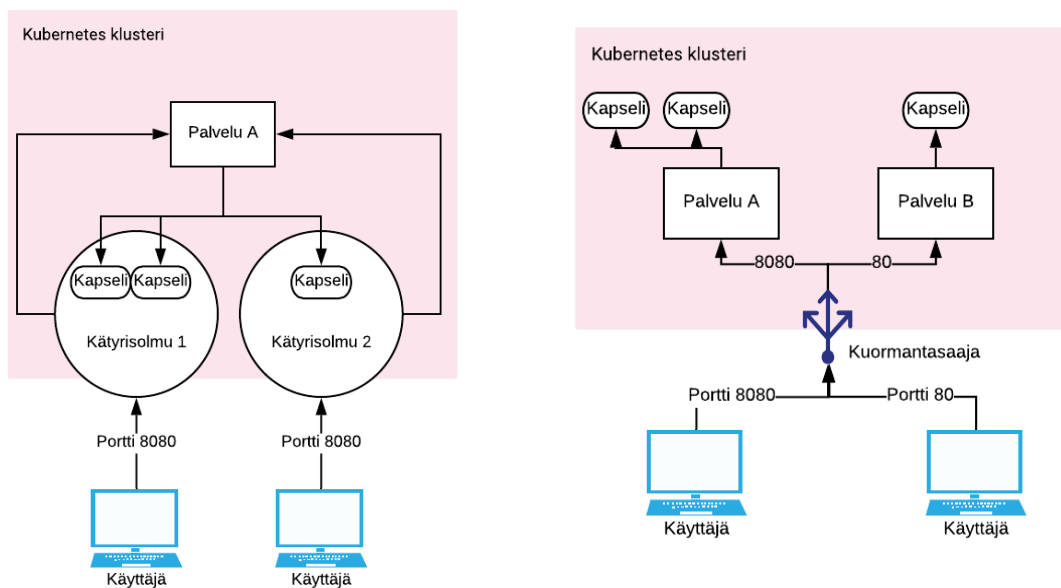 Kubernetes klusteri
Palvelu A
Kapseli
Kapseli
Kapseli
Kätyrisolmu 1
Kätyrisolmu 2
Portti 8080
Portti 8080
Käyttäjä
Käyttäjä
Kubernetes klusteri
Kapseli
Kapseli
Kapseli
Palvelu A
Palvelu B
8080
80
Kuormantasaaja
Portti 8080
Portti 80
Käyttäjä
Käyttäjä